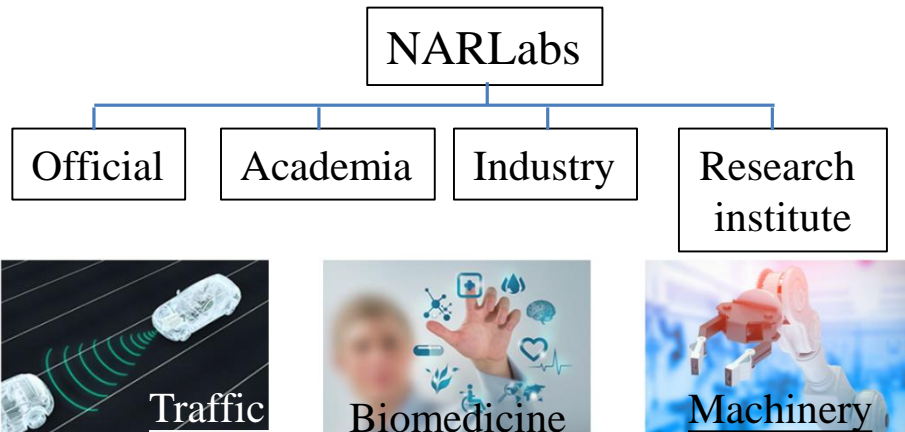 NARLabs
Official
Academia
Industry
Research
institute
Traffic
Biomedicine
Machinery